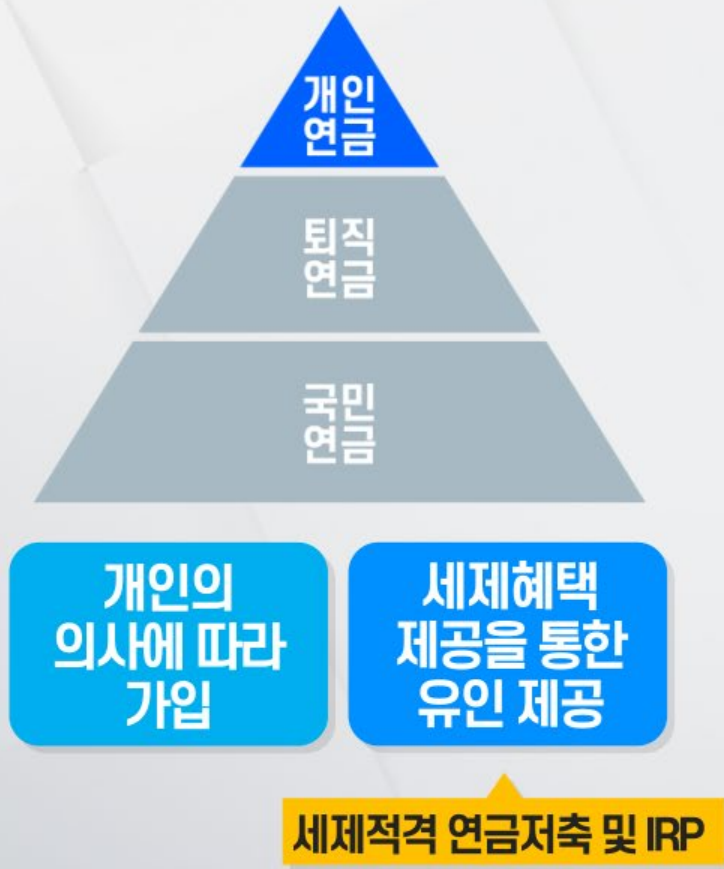 개인
연금
퇴직
연금
국민
연금
개인의
의사에 따라
가입
세제혜택
제공을 통한
유인 제공
세제적격 연금저축 및 IRP